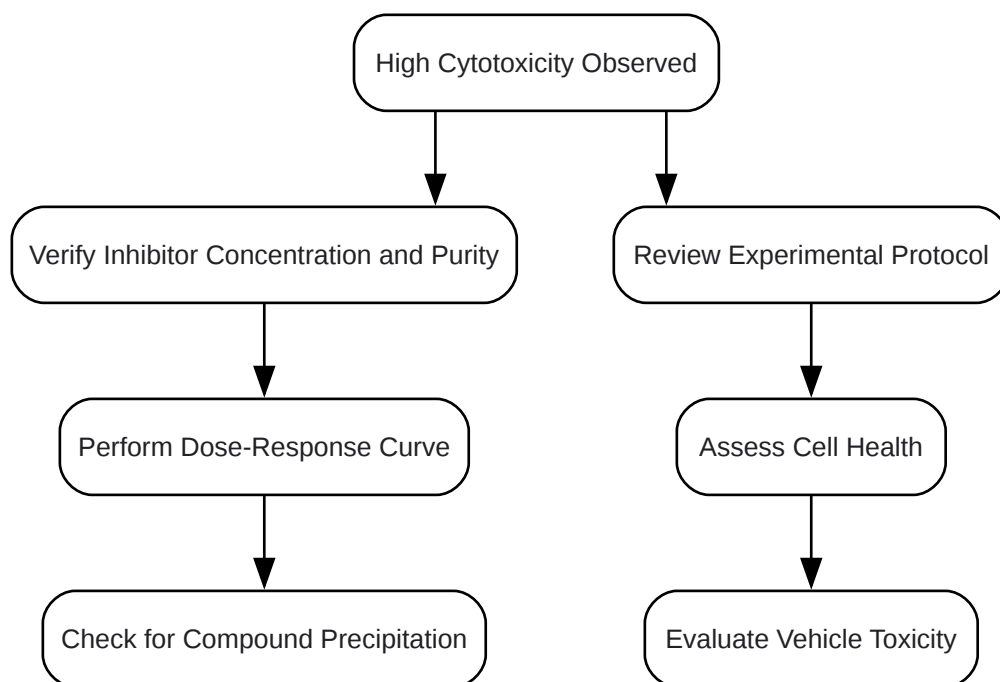 High Cytotoxicity Observed
Verify Inhibitor Concentration and Purity
Review Experimental Protocol
Perform Dose-Response Curve
Assess Cell Health
Check for Compound Precipitation
Evaluate Vehicle Toxicity